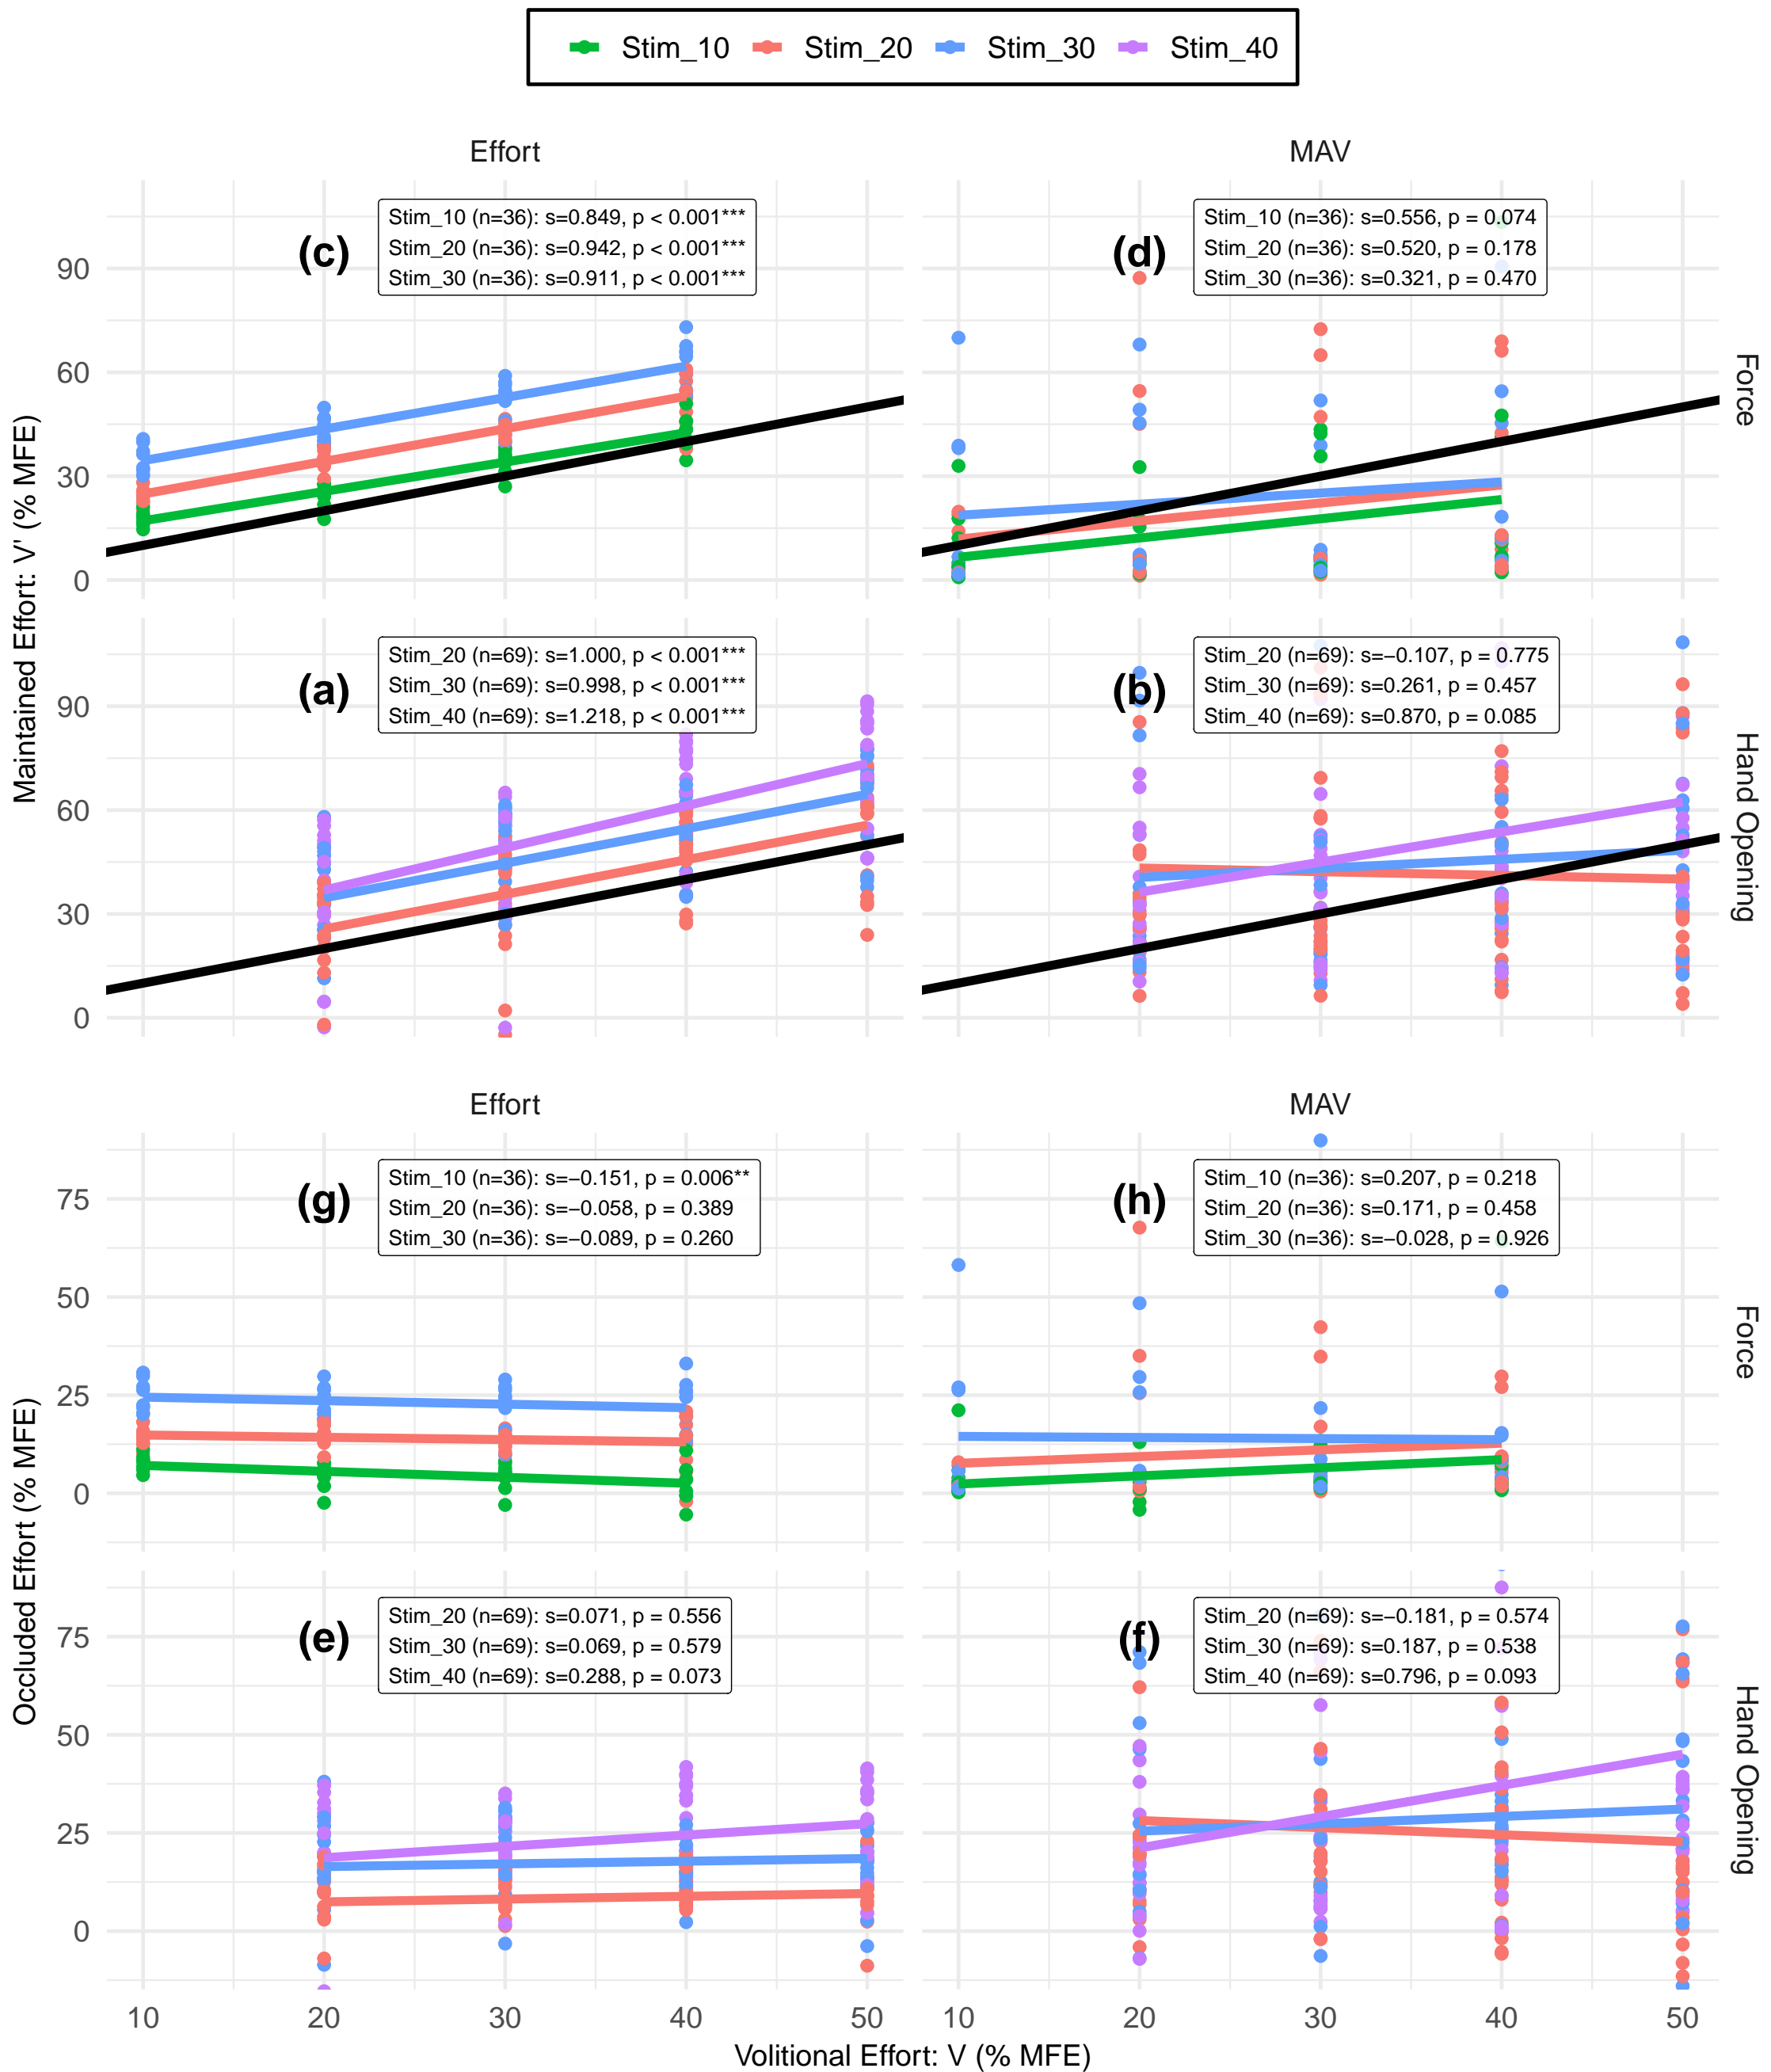 Stim_10 Stim_20 Stim_30 Stim_40
Effort
MAV
Maintained Effort: V' (% MFE)
90
60
30
0
(c)
Stim_10 (n=36): s=0.849, p < 0.001***
Stim_20 (n=36): s=0.942, p < 0.001***
Stim_30 (n=36): s=0.911, p < 0.001***
(d)
Stim_10 (n=36): s=0.556, p = 0.074
Stim_20 (n=36): s=0.520, p = 0.178
Stim_30 (n=36): s=0.321, p = 0.470
Force
90
60
30
0
(a)
Stim_20 (n=69): s=1.000, p < 0.001***
Stim_30 (n=69): s=0.998, p < 0.001***
Stim_40 (n=69): s=1.218, p < 0.001***
(b)
Stim_20 (n=69): s=−0.107, p = 0.775
Stim_30 (n=69): s=0.261, p = 0.457
Stim_40 (n=69): s=0.870, p = 0.085
Hand Opening
Effort
MAV
Occluded Effort (% MFE)
75
50
25
0
(g)
Stim_10 (n=36): s=−0.151, p = 0.006**
Stim_20 (n=36): s=−0.058, p = 0.389
Stim_30 (n=36): s=−0.089, p = 0.260
(h)
Stim_10 (n=36): s=0.207, p = 0.218
Stim_20 (n=36): s=0.171, p = 0.458
Stim_30 (n=36): s=−0.028, p = 0.926
Force
75
50
25
0
(e)
Stim_20 (n=69): s=0.071, p = 0.556
Stim_30 (n=69): s=0.069, p = 0.579
Stim_40 (n=69): s=0.288, p = 0.073
(f)
Stim_20 (n=69): s=−0.181, p = 0.574
Stim_30 (n=69): s=0.187, p = 0.538
Stim_40 (n=69): s=0.796, p = 0.093
Hand Opening
10 20 30 40 50
10 20 30 40 50
Volitional Effort: V (% MFE)